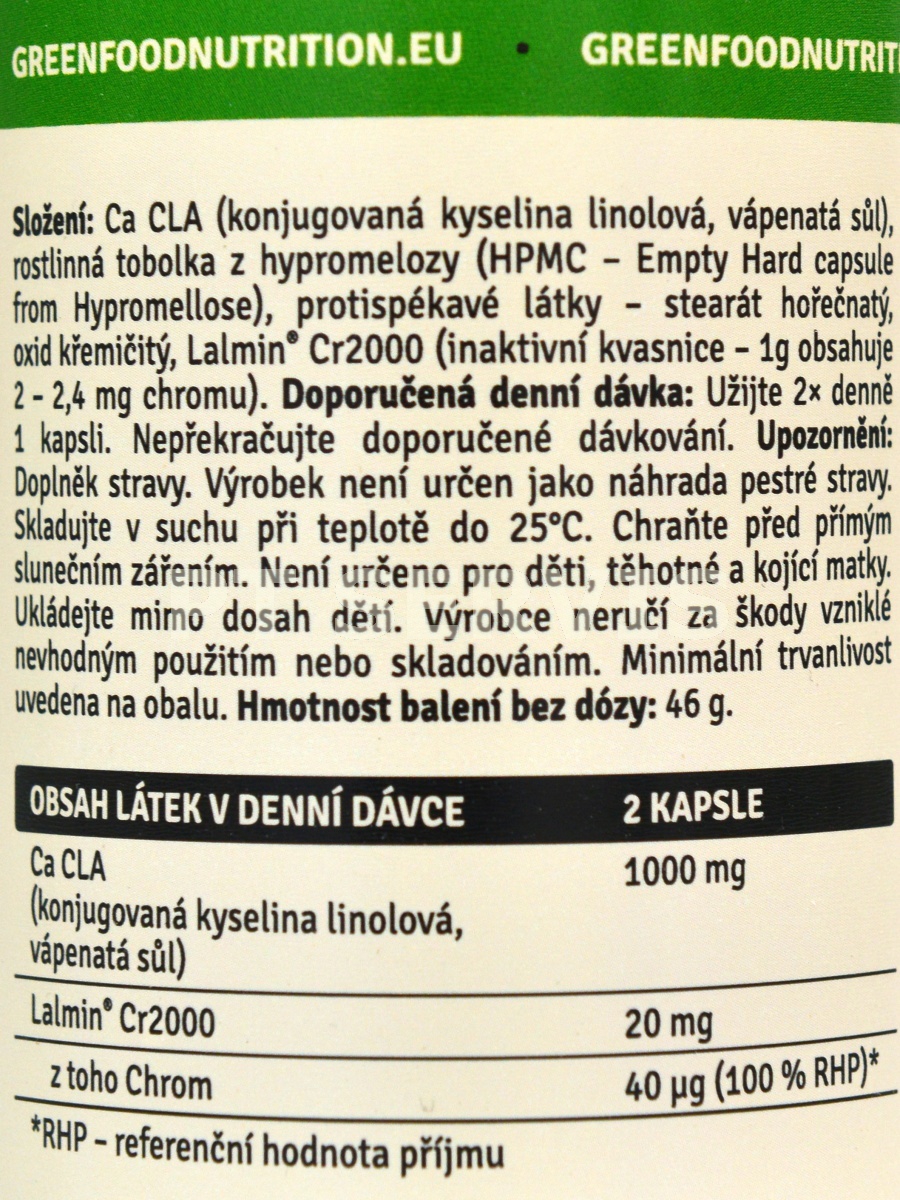 GREENFOODNUTRITION.EU • GREENFOODNUTRITI
Složení: Ca CLA (konjugovaná kyselina linolová, vápenatá sůl),
rostlinná tobolka z hypromelozy (HPMC – Empty Hard capsule
from Hypromellose), protispékavé látky – stearát hořečnatý,
oxid křemičitý, Lalmin® Cr2000 (inaktivní kvasnice – 1g obsahuje
2 - 2,4 mg chromu). Doporučená denní dávka: Užijte 2× denně
1 kapsli. Nepřekračujte doporučené dávkování. Upozornění:
Doplněk stravy. Výrobek není určen jako náhrada pestré stravy.
Skladujte v suchu při teplotě do 25°C. Chraňte před přímým
slunečním zářením. Není určeno pro děti, těhotné a kojící matky.
Ukládejte mimo dosah dětí. Výrobce neručí za škody vzniklé
nevhodným použitím nebo skladováním. Minimální trvanlivost
uvedena na obalu. Hmotnost balení bez dózy: 46 g.
OBSAH LÁTEK V DENNÍ DÁVCE 2 KAPSLE
Ca CLA 1000 mg
(konjugovaná kyselina linolová,
vápenatá sůl)
Lalmin® Cr2000 20 mg
z toho Chrom 40 µg (100 % RHP)*
*RHP – referenční hodnota příjmu